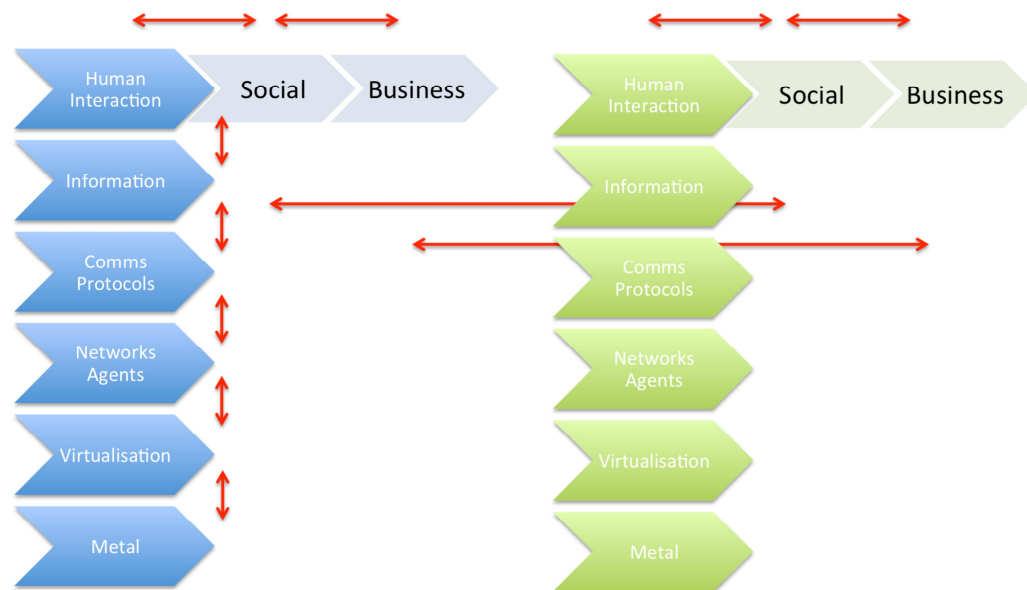 Human
Interaction
Social
Business
Human
Interaction
Social
Business
Information
Information
Comms
Protocols
Comms
Protocols
Networks
Agents
Networks
Agents
Virtualisation
Virtualisation
Metal
Metal